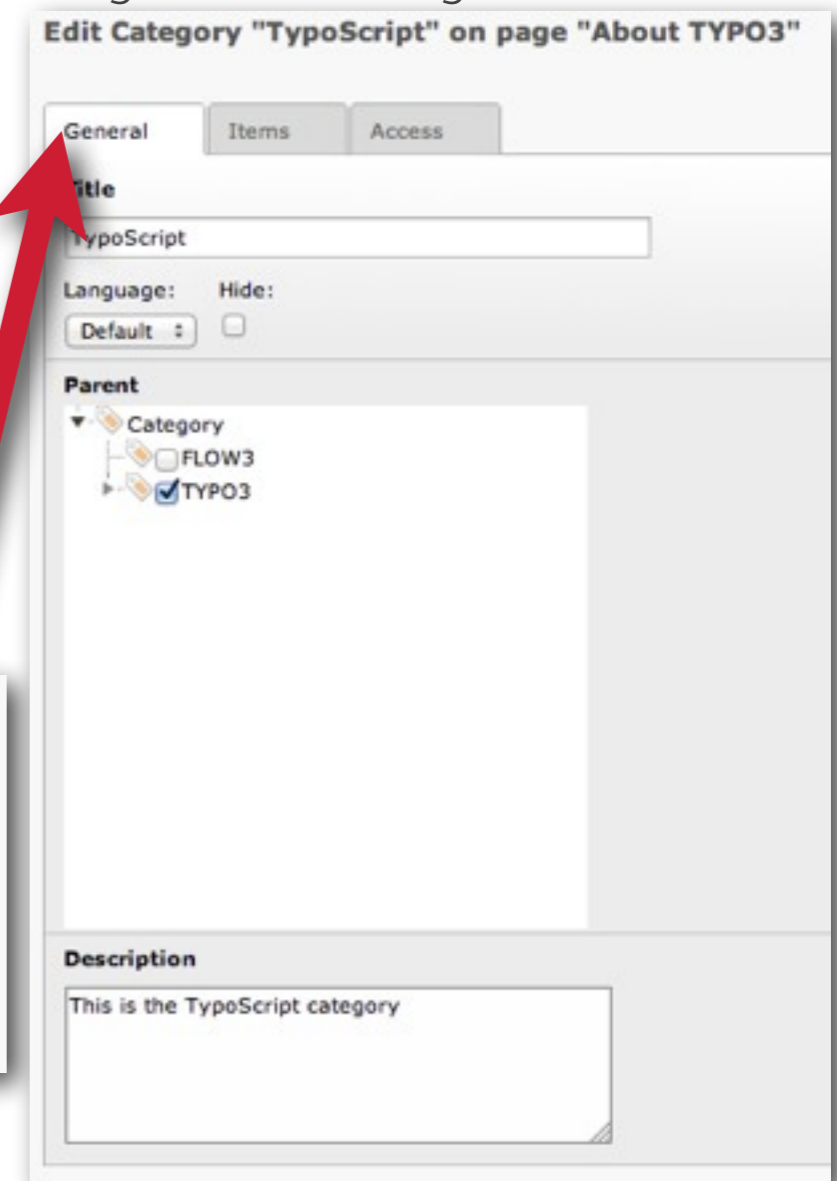 Edit Category "TypoScript" on page "About TYPO3"
General Items Access
Title
TypoScript
Language: Hide:
Default
Parent
Category
FLOW3
TYPO3
Description
This is the TypoScript category